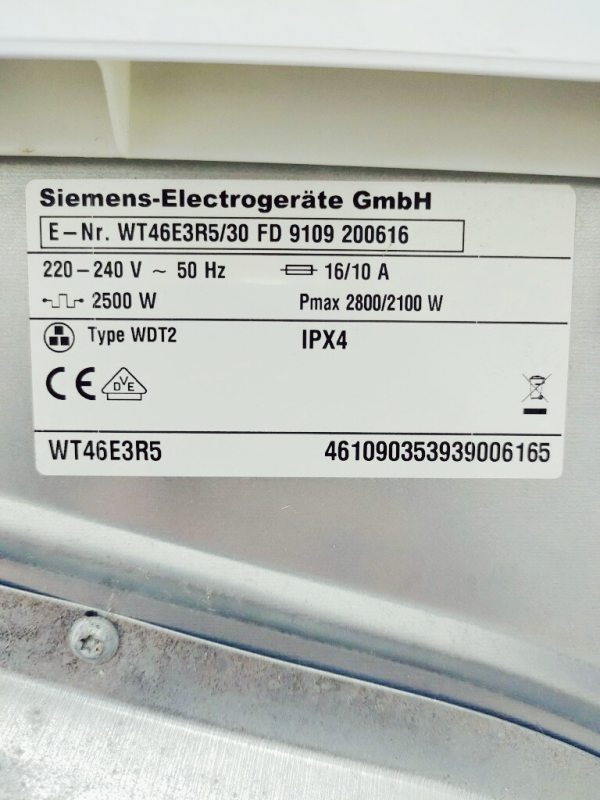 Siemens-Electrogeräte GmbH
E-Nr. WT46E3R5/30 FD 9109 200616
220-240 V ~ 50 Hz 16/10 A
2500 W Pmax 2800/2100 W
Type WDT2 IPX4
CE DVE
WT46E3R5 461090353939006165